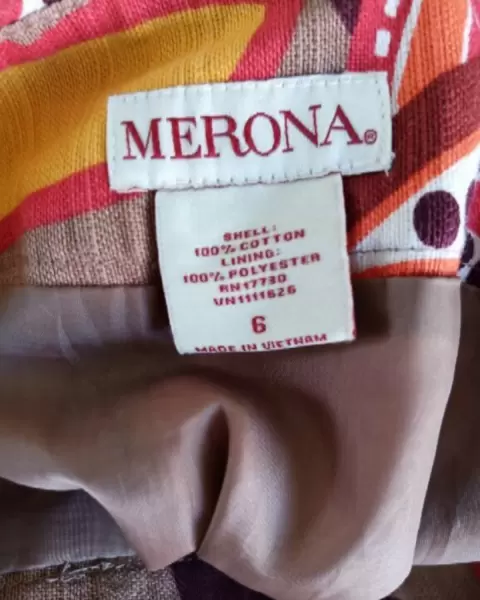 MERONA®
SHELL:
100% COTTON
LINING:
100% POLYESTER
RN17730
VN1111626
6
MADE IN VIETNAM